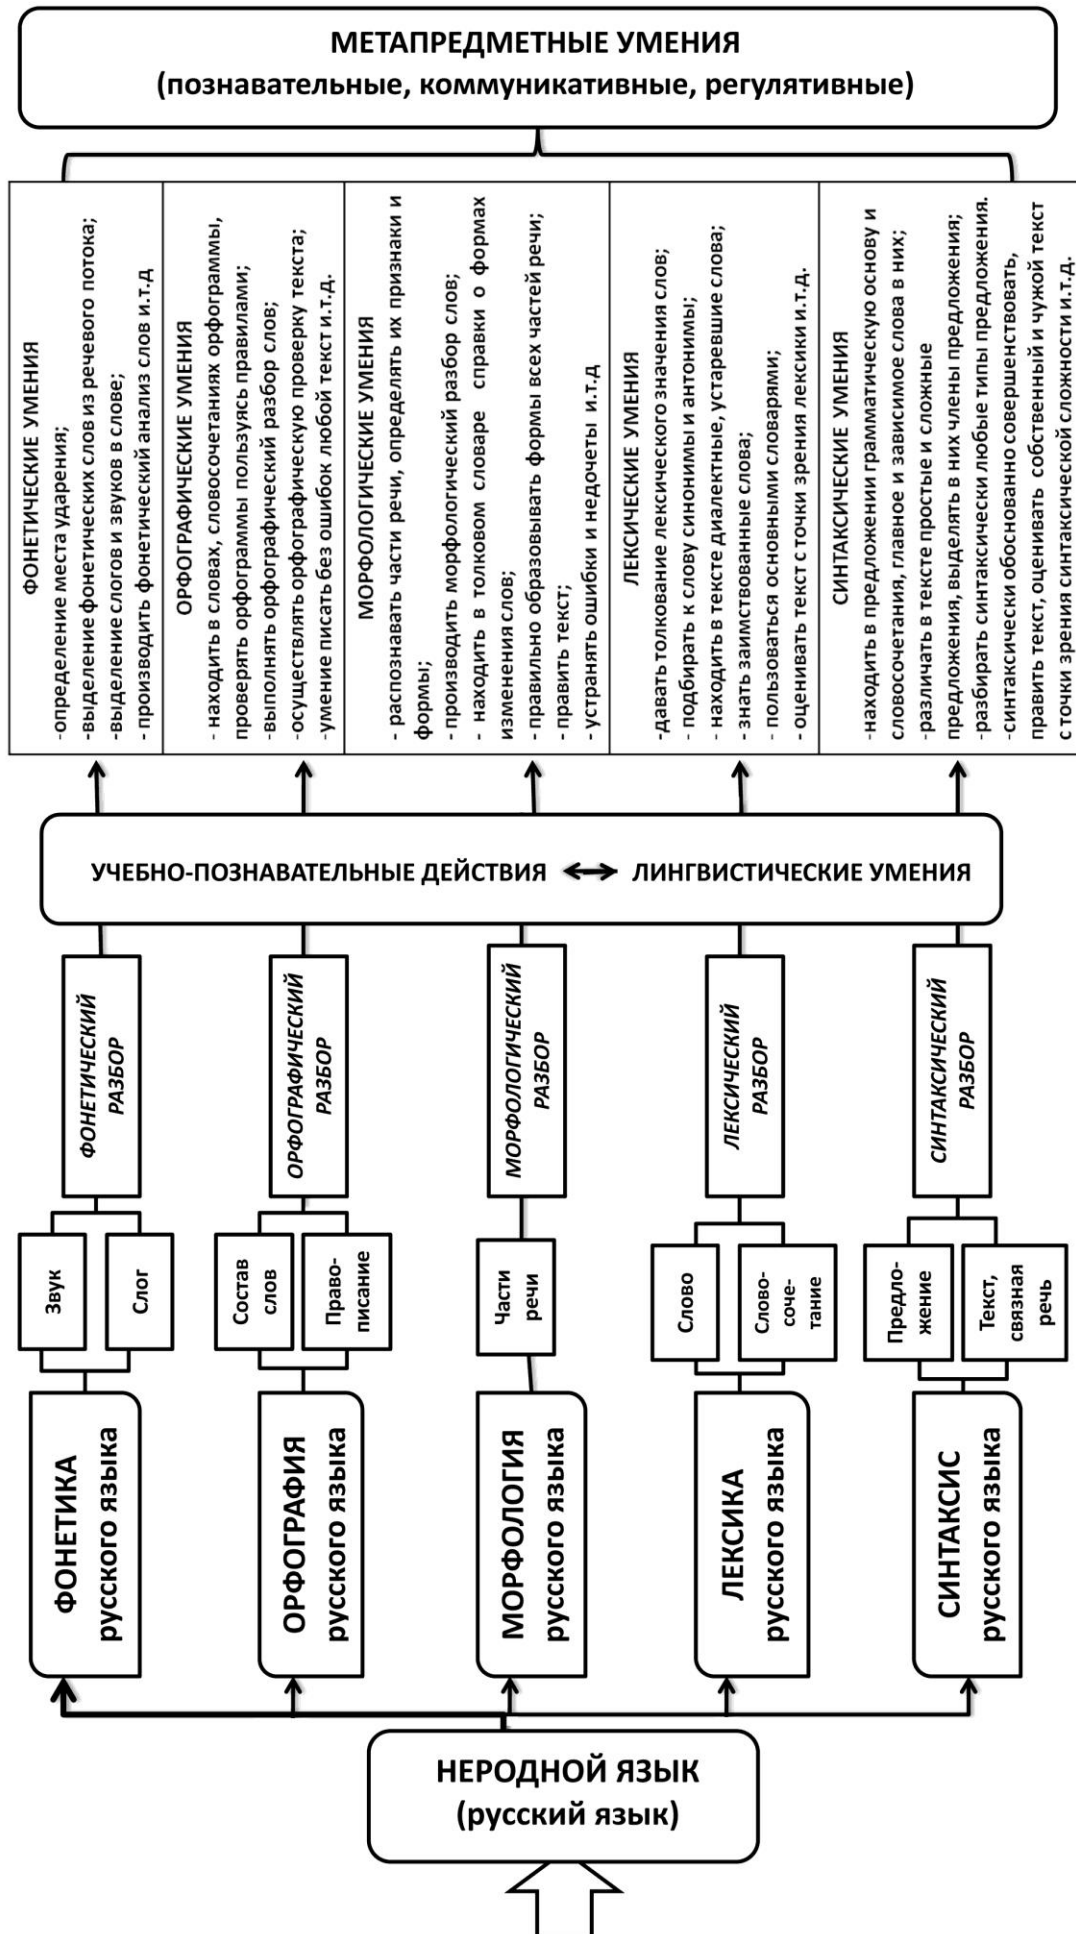 МЕТАПРЕДМЕТНЫЕ УМЕНИЯ
(познавательные, коммуникативные, регулятивные)
ФОНЕТИЧЕСКИЕ УМЕНИЯ
-определение места ударения;
-выделение фонетических слов из речевого потока;
-выделение слогов и звуков в слове;
- производить фонетический анализ слов и.т.д
ОРФОГРАФИЧЕСКИЕ УМЕНИЯ
- находить в словах, словосочетаниях орфограммы,
проверять орфограммы пользуясь правилами;
- выполнять орфографический разбор слов;
-осуществлять орфографическую проверку текста;
-умение писать без ошибок любой текст и.т.д.
МОРФОЛОГИЧЕСКИЕ УМЕНИЯ
- распознавать части речи, определять их признаки и
формы;
- производить морфологический разбор слов;
- находить в толковом словаре справки о формах
изменения слов;
- правильно образовывать формы всех частей речи;
- править текст;
- устранять ошибки и недочеты и.т.д
ЛЕКСИЧЕСКИЕ УМЕНИЯ
-давать толкование лексического значения слов;
- подбирать к слову синонимы и антонимы;
- находить в тексте диалектные, устаревшие слова;
- знать заимствованные слова;
- пользоваться основными словарями;
- оценивать текст с точки зрения лексики и.т.д.
СИНТАКСИЧЕСКИЕ УМЕНИЯ
-находить в предложении грамматическую основу и
словосочетания, главное и зависимое слова в них;
-различать в тексте простые и сложные
предложения, выделять в них члены предложения;
-разбирать синтаксически любые типы предложения.
-синтаксически обоснованно совершенствовать,
править текст, оценивать собственный и чужой текст
с точки зрения синтаксической сложности и.т.д.
УЧЕБНО-ПОЗНАВАТЕЛЬНЫЕ ДЕЙСТВИЯ ↔ ЛИНГВИСТИЧЕСКИЕ УМЕНИЯ
ФОНЕТИЧЕСКИЙ
РАЗБОР
ОРФОГРАФИЧЕСКИЙ
РАЗБОР
МОРФОЛОГИЧЕСКИЙ
РАЗБОР
ЛЕКСИЧЕСКИЙ
РАЗБОР
СИНТАКСИЧЕСКИЙ
РАЗБОР
Звук
Слог
Состав
слов
Право-
писание
Части
речи
Слово
Слово-
соче-
тание
Предло-
жение
Текст,
связная
речь
ФОНЕТИКА
русского языка
ОРФОГРАФИЯ
русского языка
МОРФОЛОГИЯ
русского языка
ЛЕКСИКА
русского языка
СИНТАКСИС
русского языка
НЕРОДНОЙ ЯЗЫК
(русский язык)